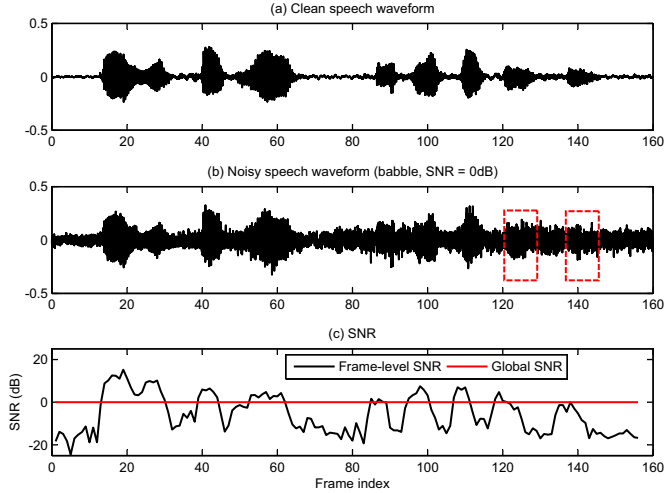 (a) Clean speech waveform
0.5
0
-0.5
0 20 40 60 80 100 120 140 160
(b) Noisy speech waveform (babble, SNR = 0dB)
0.5
0
-0.5
0 20 40 60 80 100 120 140 160
(c) SNR
SNR (dB)
20
0
-20
Frame-level SNR Global SNR
0 20 40 60 80 100 120 140 160
Frame index